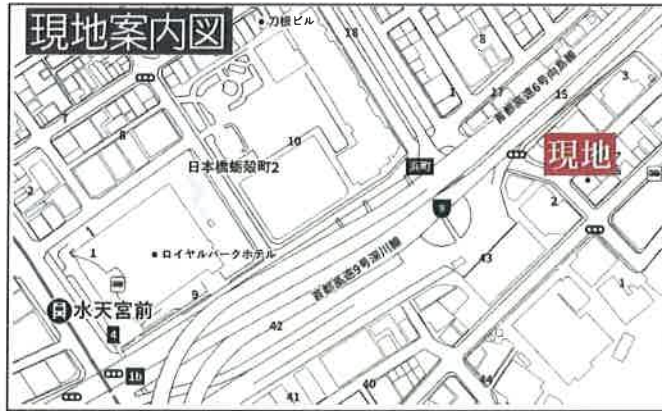 現地案内図
刀根ビル
18
8
首都高速6号向島線
17
1
15
3
7
8
10
日本橋蛎殻町2
浜町
現地
2
9
2
1
1
ロイヤルパークホテル
首都高速9号深川線
43
9
水天宮前
4
42
1
1b
41
40
44